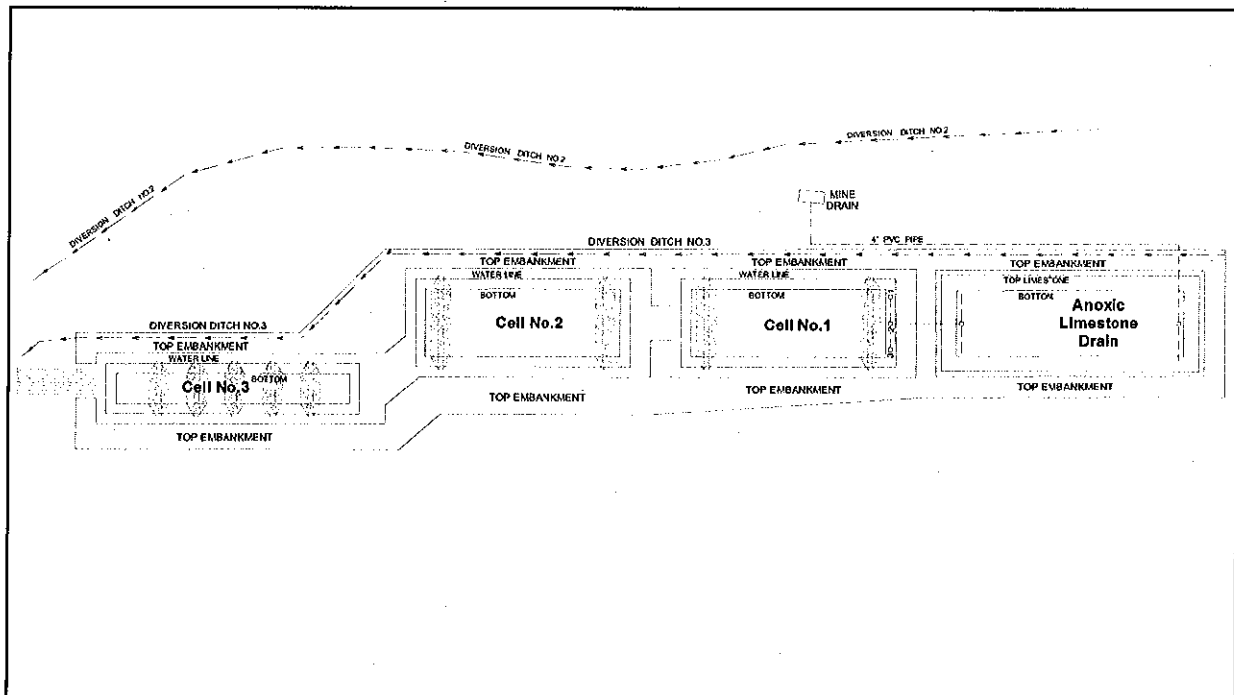 DIVERSION DITCH NO.2
DIVERSION DITCH NO.2
DIVERSION DITCH NO.2
MINE
DRAIN
DIVERSION DITCH NO.3
4" PVC PIPE
TOP EMBANKMENT
TOP EMBANKMENT
TOP EMBANKMENT
WATER LINE
WATER LINE
TOP LIMESTONE
BOTTOM
BOTTOM
BOTTOM
Cell No.2
Cell No.1
Anoxic
Limestone
Drain
DIVERSION DITCH NO.3
TOP EMBANKMENT
WATER LINE
Cell No.3
BOTTOM
TOP EMBANKMENT
TOP EMBANKMENT
TOP EMBANKMENT
TOP EMBANKMENT